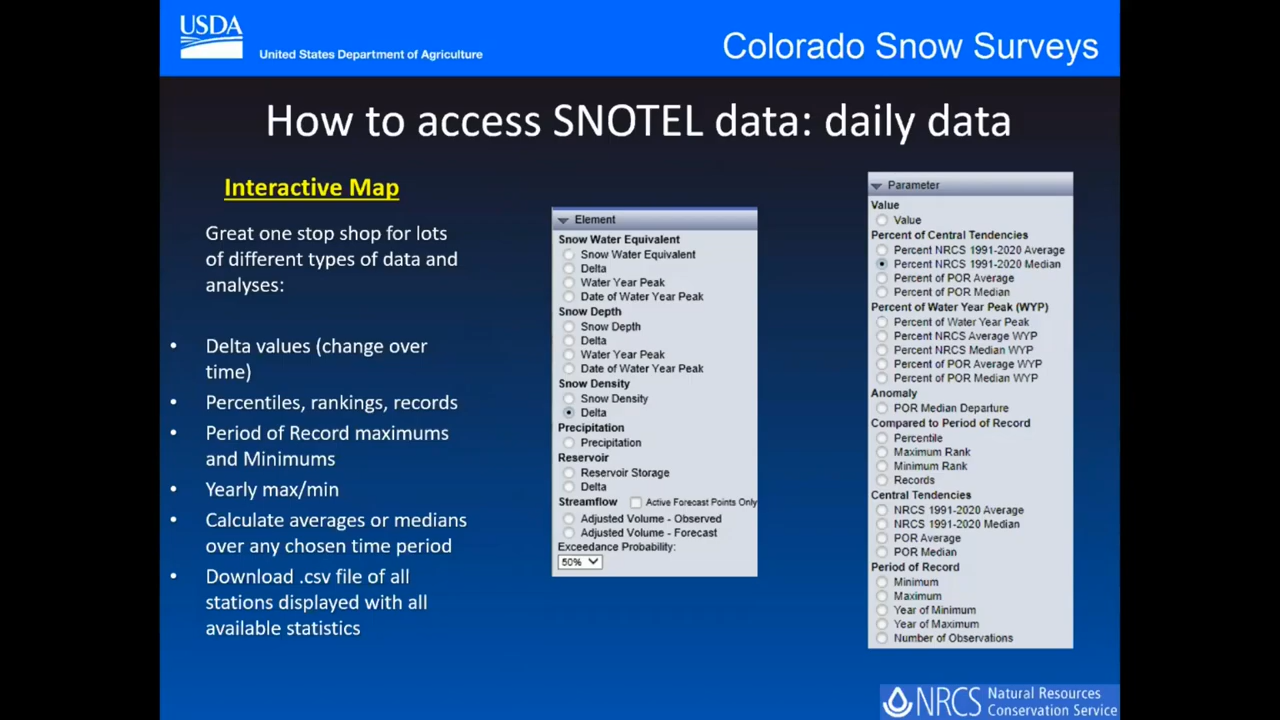 USDA
United States Department of Agriculture
Colorado Snow Surveys
How to access SNOTEL data: daily data
Interactive Map
Great one stop shop for lots
of different types of data and
analyses:
• Delta values (change over
time)
• Percentiles, rankings, records
• Period of Record maximums
and Minimums
• Yearly max/min
• Calculate averages or medians
over any chosen time period
• Download .csv file of all
stations displayed with all
available statistics
Element
Snow Water Equivalent
Snow Water Equivalent
Delta
Water Year Peak
Date of Water Year Peak
Snow Depth
Snow Depth
Delta
Water Year Peak
Date of Water Year Peak
Snow Density
Snow Density
Delta
Precipitation
Precipitation
Reservoir
Reservoir Storage
Delta
Streamflow Active Forecast Points Only
Adjusted Volume - Observed
Adjusted Volume - Forecast
Exceedance Probability:
50%
Parameter
Value
Value
Percent of Central Tendencies
Percent NRCS 1991-2020 Average
Percent NRCS 1991-2020 Median
Percent of POR Average
Percent of POR Median
Percent of Water Year Peak (WYP)
Percent of Water Year Peak
Percent NRCS Average WYP
Percent NRCS Median WYP
Percent of POR Average WYP
Percent of POR Median WYP
Anomaly
POR Median Departure
Compared to Period of Record
Percentile
Maximum Rank
Minimum Rank
Records
Central Tendencies
NRCS 1991-2020 Average
NRCS 1991-2020 Median
POR Average
POR Median
Period of Record
Minimum
Maximum
Year of Minimum
Year of Maximum
Number of Observations
NRCS
Natural Resources
Conservation Service